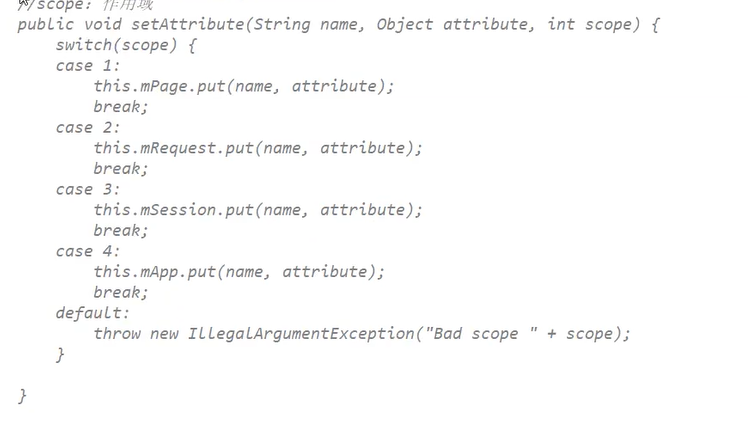 //scope: 作用域
public void setAttribute(String name, Object attribute, int scope) {
    switch(scope) {
    case 1:
        this.mPage.put(name, attribute);
        break;
    case 2:
        this.mRequest.put(name, attribute);
        break;
    case 3:
        this.mSession.put(name, attribute);
        break;
    case 4:
        this.mApp.put(name, attribute);
        break;
    default:
        throw new IllegalArgumentException("Bad scope " + scope);
    }
}